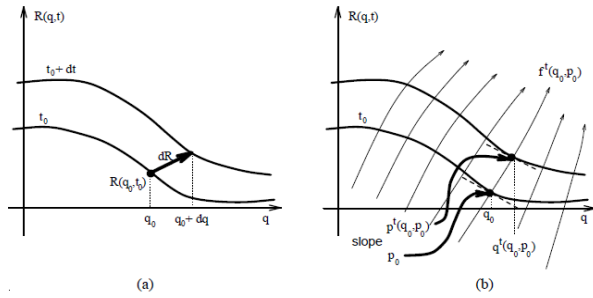 R(q,t)
t₀ + dt
t₀
dR
R(q₀,t₀)
q₀
q₀ + dq
q
(a)
R(q,t)
fᵗ(q₀,p₀)
t₀
pᵗ(q₀,p₀)
slope
p₀
q₀
qᵗ(q₀,p₀)
q
(b)